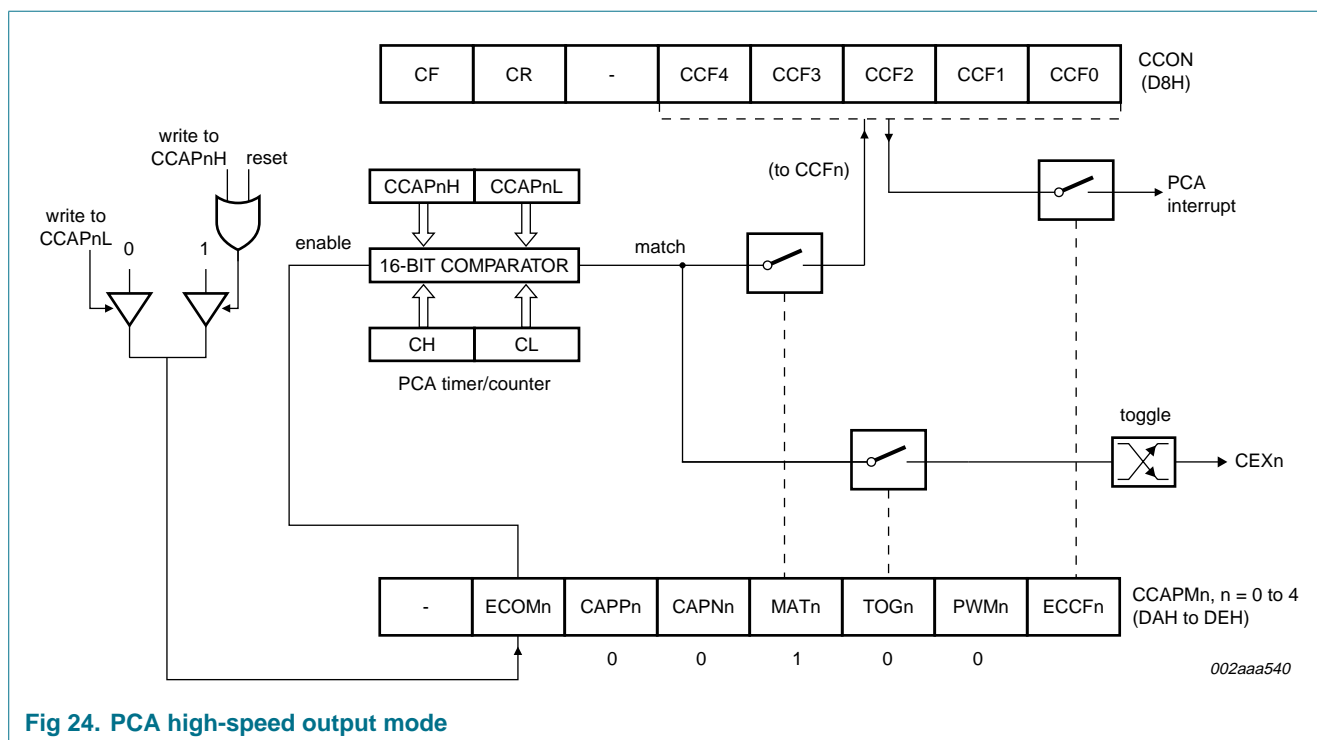 CF CR - CCF4 CCF3 CCF2 CCF1 CCF0
CCON
(D8H)
write to
CCAPnH
reset
write to
CCAPnL
0
1
enable
CCAPnH CCAPnL
16-BIT COMPARATOR
CH CL
PCA timer/counter
match
(to CCFn)
PCA
interrupt
toggle
CEXn
- ECOMn CAPPn CAPNn MATn TOGn PWMn ECCFn
CCAPMn, n = 0 to 4
(DAH to DEH)
0 0 1 0 0
002aaa540
Fig 24. PCA high-speed output mode